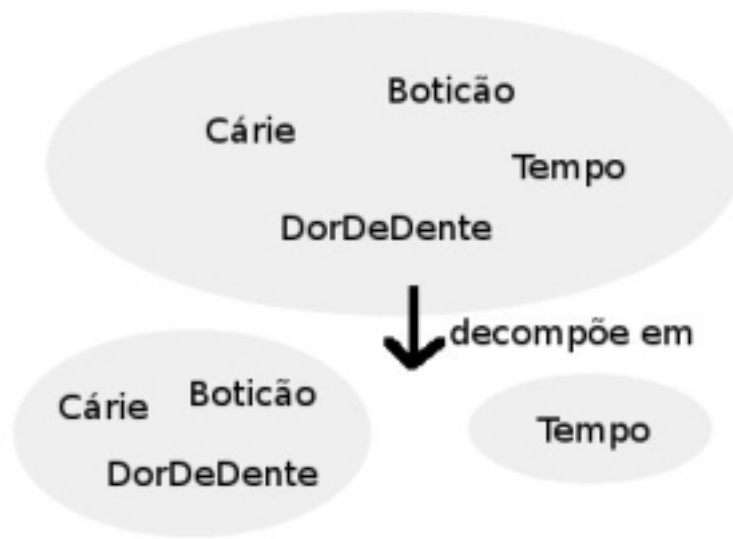 Boticão
Cárie
Tempo
DorDeDente
decompõe em
Cárie
Boticão
DorDeDente
Tempo